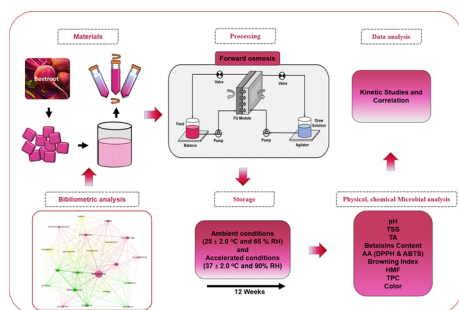 Materials
Processing
Data analysis
Beetroot
Forward osmosis
Valve
Valve
Feed
FO Module
Draw
Solution
Balance
Pump
Pump
Agitator
Kinetic Studies and
Correlation
Bibliometric analysis
Storage
Physical, chemical Microbial analysis
Ambient conditions
(25 ± 2.0 ºC and 65 % RH)
and
Accelerated conditions
(37 ± 2.0 ºC and 90% RH)
12 Weeks
pH
TSS
TA
Betalains Content
AA (DPPH & ABTS)
Browning Index
HMF
TPC
Color